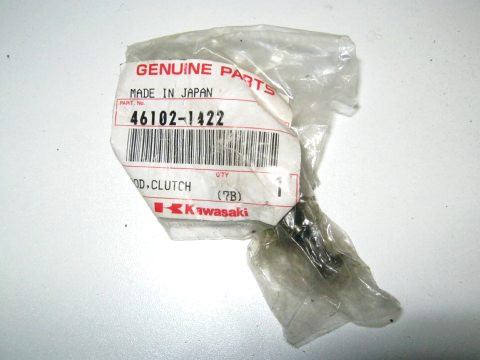 GENUINE PARTS
MADE IN JAPAN
PART. No.
46102-1422
QTY
OD,CLUTCH
(7B)
1
Kawasaki